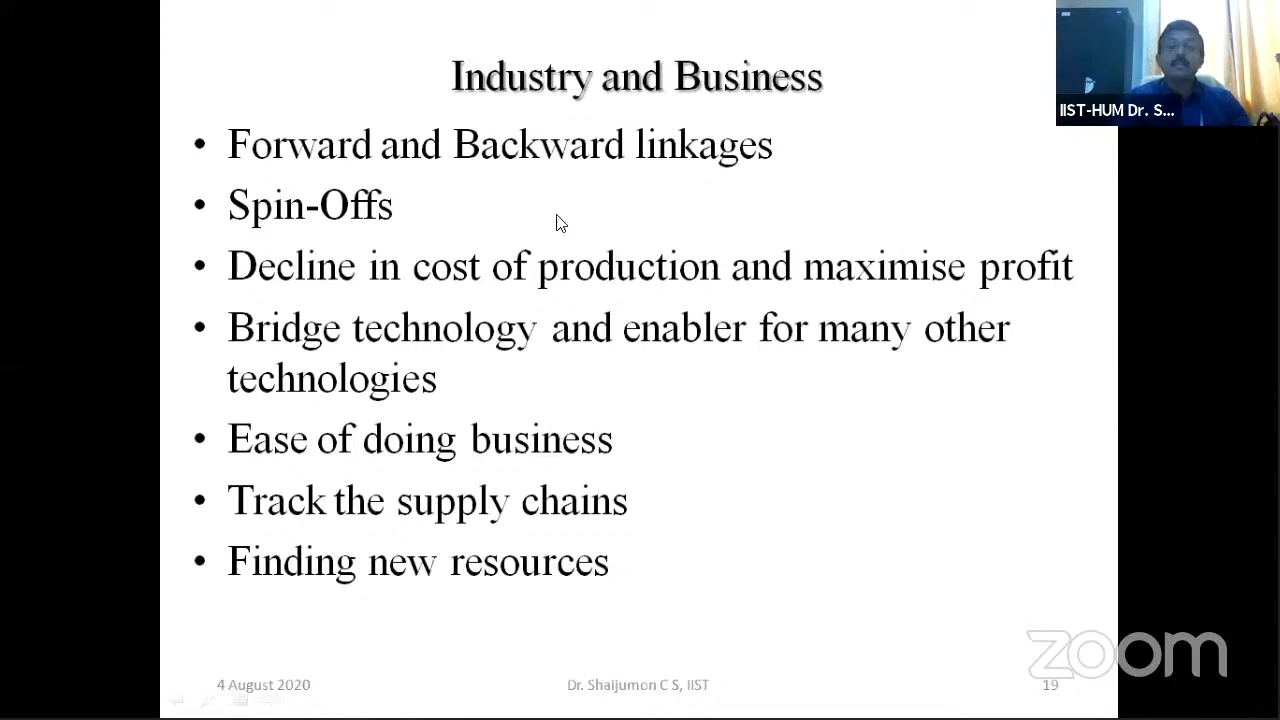 Industry and Business
IIST-HUM Dr. S...
• Forward and Backward linkages
• Spin-Offs
• Decline in cost of production and maximise profit
• Bridge technology and enabler for many other
technologies
• Ease of doing business
• Track the supply chains
• Finding new resources
zoom
4 August 2020
Dr. Shaijumon C S, IIST
19